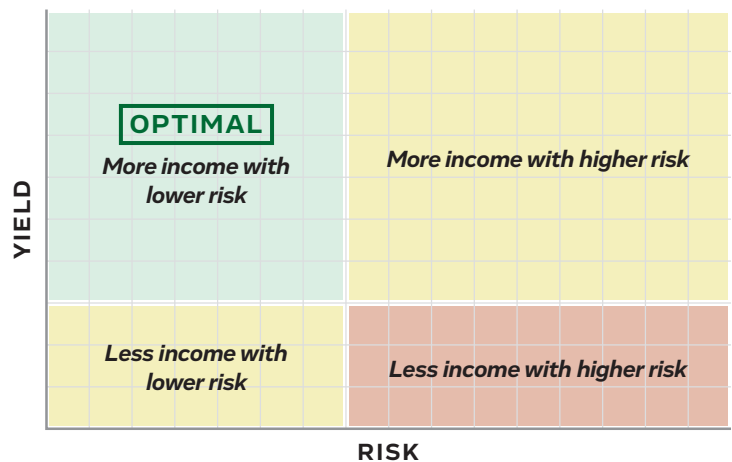 OPTIMAL
More income with
lower risk
More income with higher risk
YIELD
Less income with
lower risk
Less income with higher risk
RISK